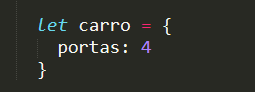 let carro = {
  portas: 4
}